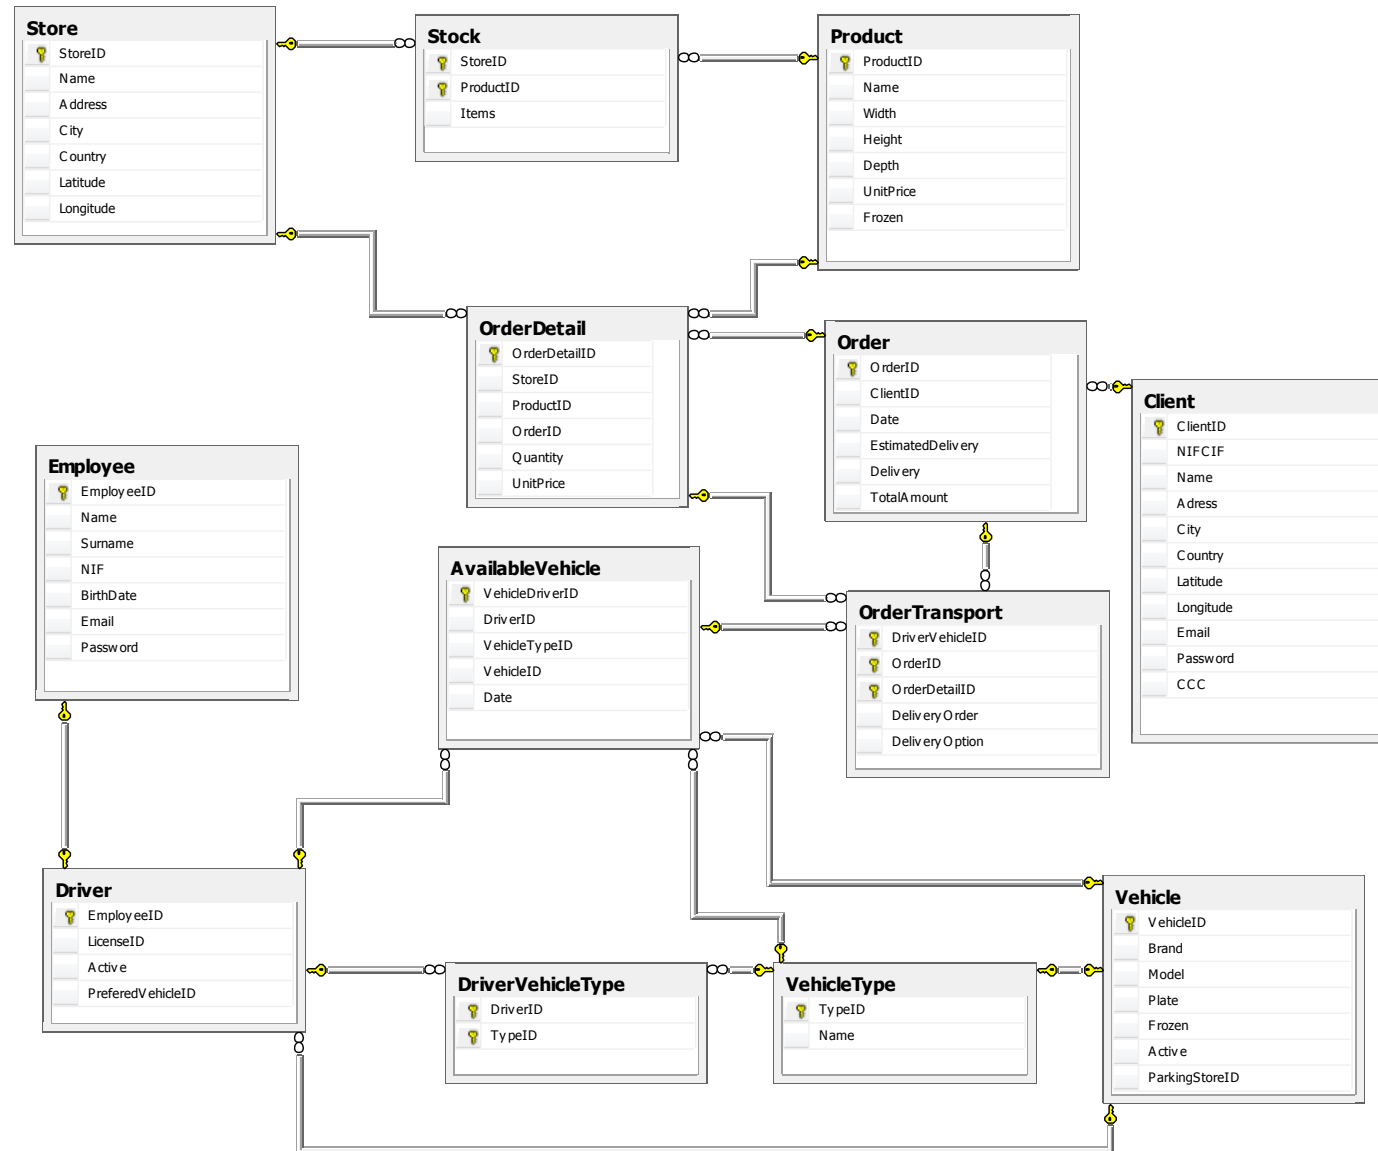 Store
StoreID
Name
Address
City
Country
Latitude
Longitude
Stock
StoreID
ProductID
Items
Product
ProductID
Name
Width
Height
Depth
UnitPrice
Frozen
OrderDetail
OrderDetailID
StoreID
ProductID
OrderID
Quantity
UnitPrice
Order
OrderID
ClientID
Date
EstimatedDelivery
Delivery
TotalAmount
Client
ClientID
NIFCIF
Name
Adress
City
Country
Latitude
Longitude
Email
Password
CCC
Employee
EmployeeID
Name
Surname
NIF
BirthDate
Email
Password
AvailableVehicle
VehicleDriverID
DriverID
VehicleTypeID
VehicleID
Date
OrderTransport
DriverVehicleID
OrderID
OrderDetailID
DeliveryOrder
DeliveryOption
Driver
EmployeeID
LicenseID
Active
PreferedVehicleID
DriverVehicleType
DriverID
TypeID
VehicleType
TypeID
Name
Vehicle
VehicleID
Brand
Model
Plate
Frozen
Active
ParkingStoreID